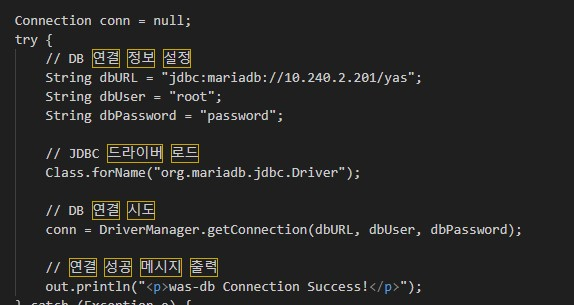 Connection conn = null;
try {
// DB 연결 정보 설정
String dbURL = "jdbc:mariadb://10.240.2.201/yas";
String dbUser = "root";
String dbPassword = "password";
// JDBC 드라이버 로드
Class.forName("org.mariadb.jdbc.Driver");
// DB 연결 시도
conn = DriverManager.getConnection(dbURL, dbUser, dbPassword);
// 연결 성공 메시지 출력
out.println("<p>was-db Connection Success!</p>");
} catch (Exception e) {